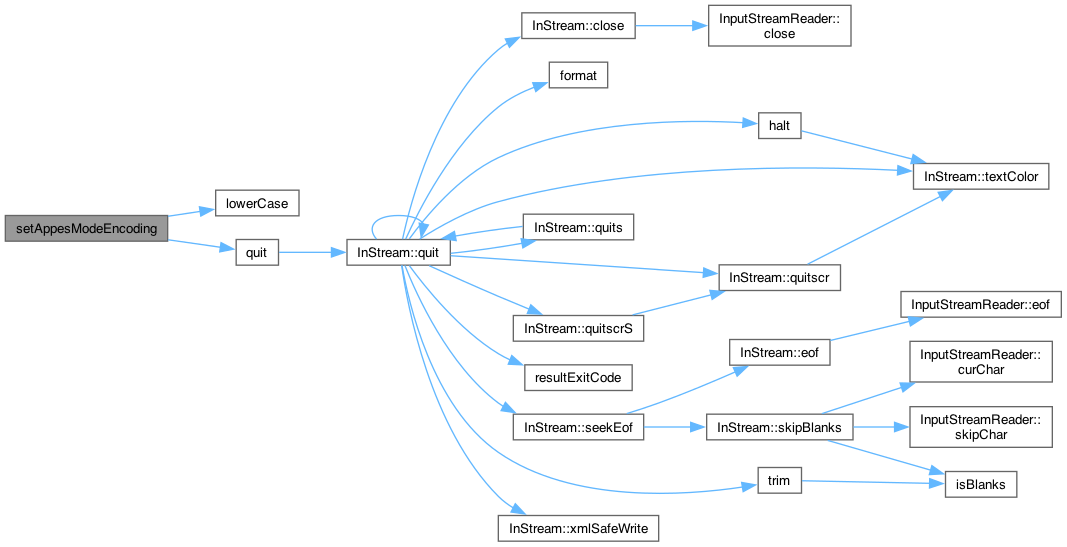 InStream::close
InputStreamReader::
close
format
halt
InStream::textColor
lowerCase
setAppesModeEncoding
quit
InStream::quit
InStream::quits
InStream::quitscr
InStream::quitscrS
InputStreamReader::eof
InStream::eof
InputStreamReader::
curChar
resultExitCode
InStream::seekEof
InStream::skipBlanks
InputStreamReader::
skipChar
trim
isBlanks
InStream::xmlSafeWrite